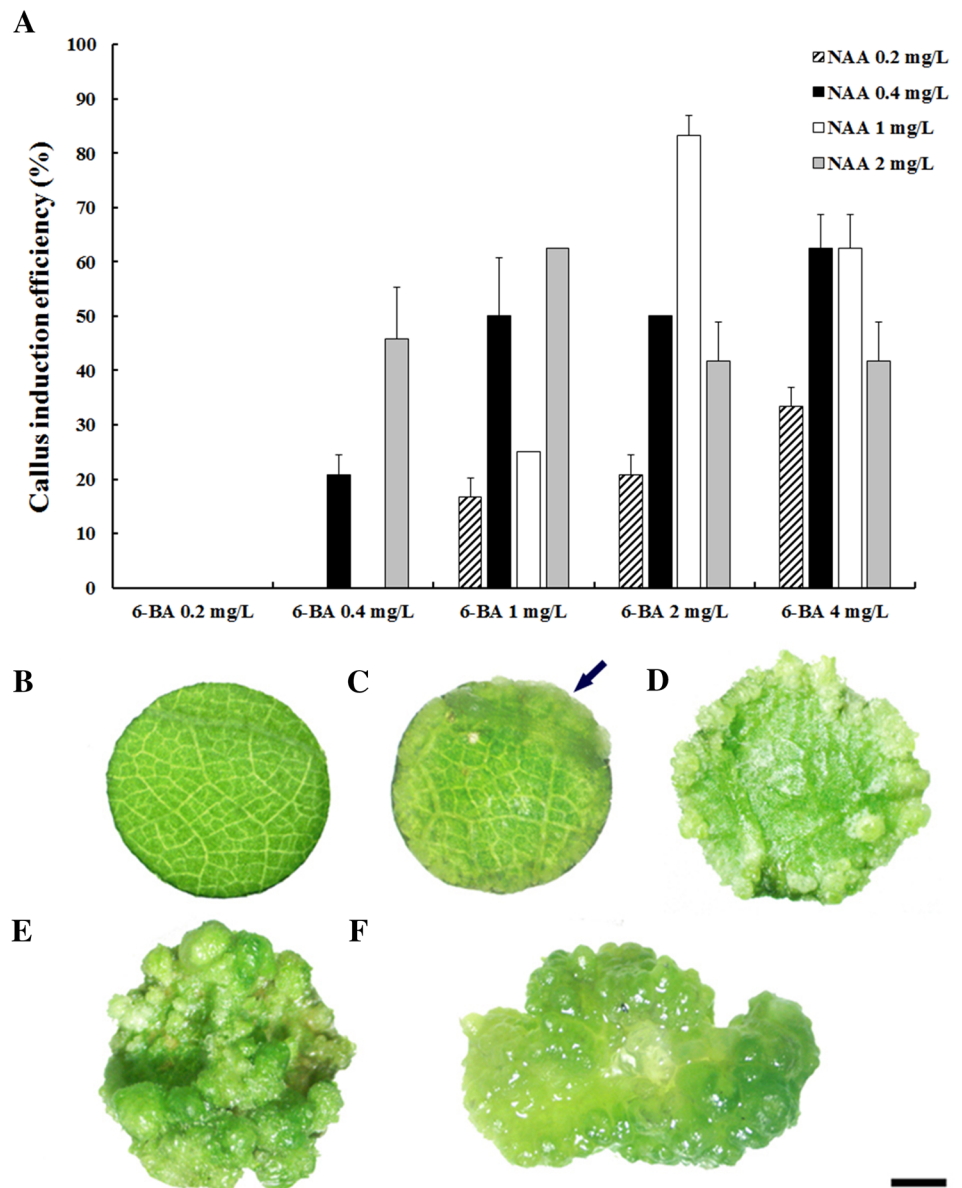 A
Callus induction efficiency (%)
100
90
80
70
60
50
40
30
20
10
0
NAA 0.2 mg/L
NAA 0.4 mg/L
NAA 1 mg/L
NAA 2 mg/L
6-BA 0.2 mg/L 6-BA 0.4 mg/L 6-BA 1 mg/L 6-BA 2 mg/L 6-BA 4 mg/L
B C D
E F